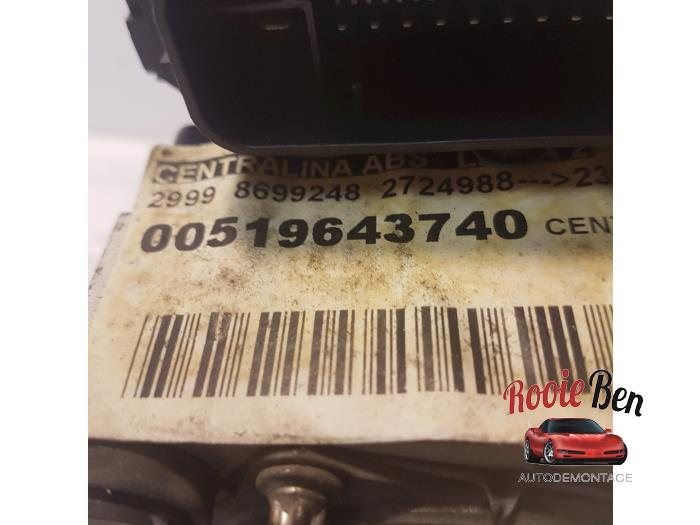 CENTRALINA ABS
2999 8699248 2724988--->23
00519643740 CENT
Rooie Ben
AUTODEMONTAGE